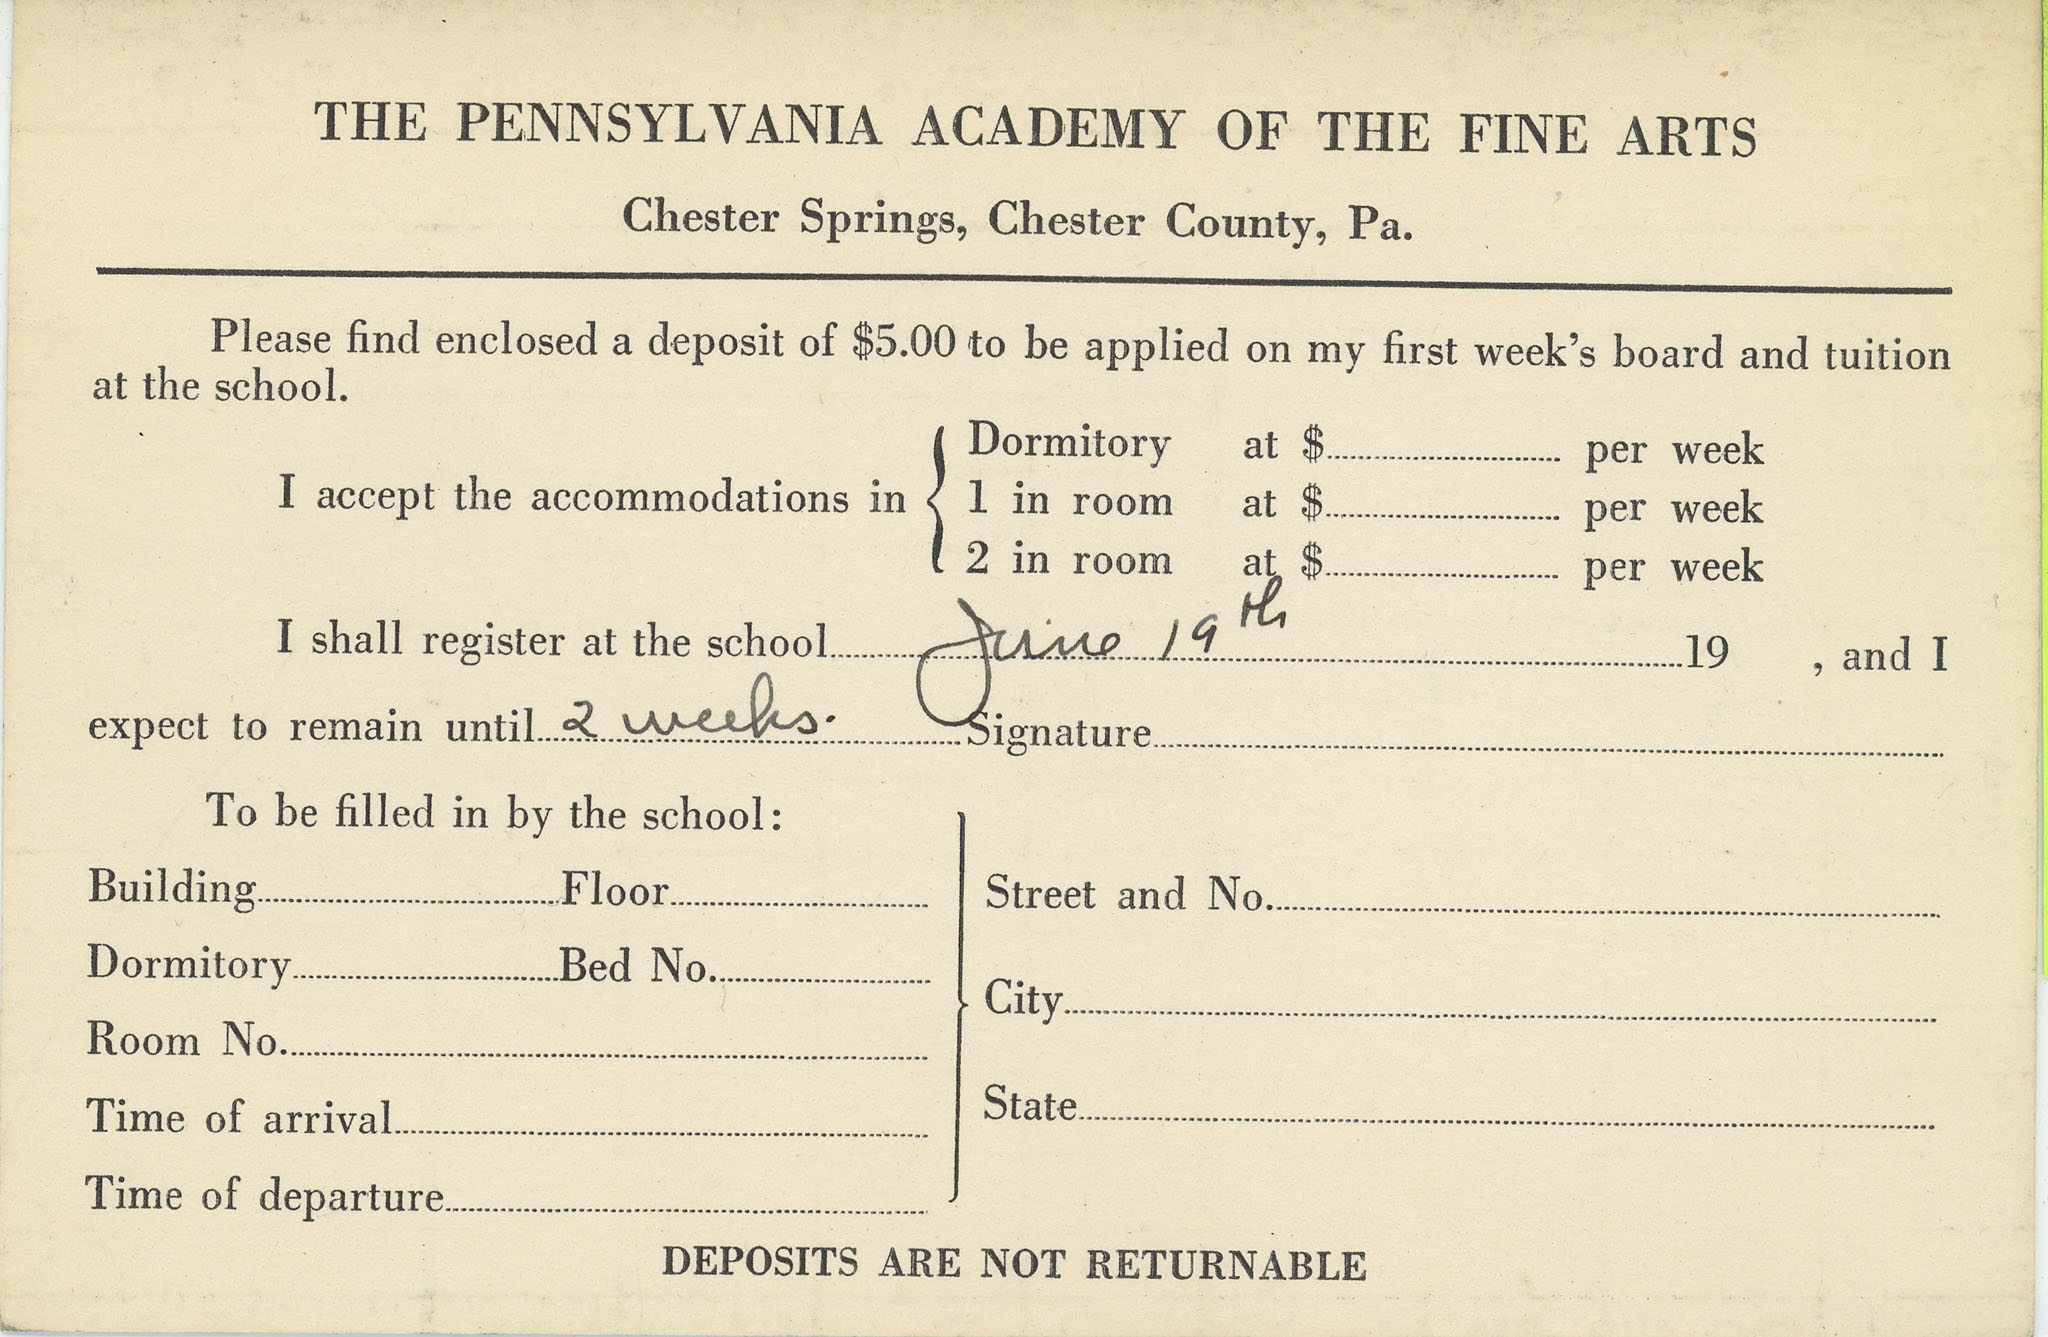 THE PENNSYLVANIA ACADEMY OF THE FINE ARTS
Chester Springs, Chester County, Pa.
Please find enclosed a deposit of $5.00 to be applied on my first week's board and tuition
at the school.
I accept the accommodations in
Dormitory at $ per week
1 in room at $ per week
2 in room at $ per week
I shall register at the school June 19th 19 , and I
expect to remain until 2 weeks. Signature
To be filled in by the school:
Building Floor
Dormitory Bed No.
Room No.
Time of arrival
Time of departure
Street and No.
City
State
DEPOSITS ARE NOT RETURNABLE